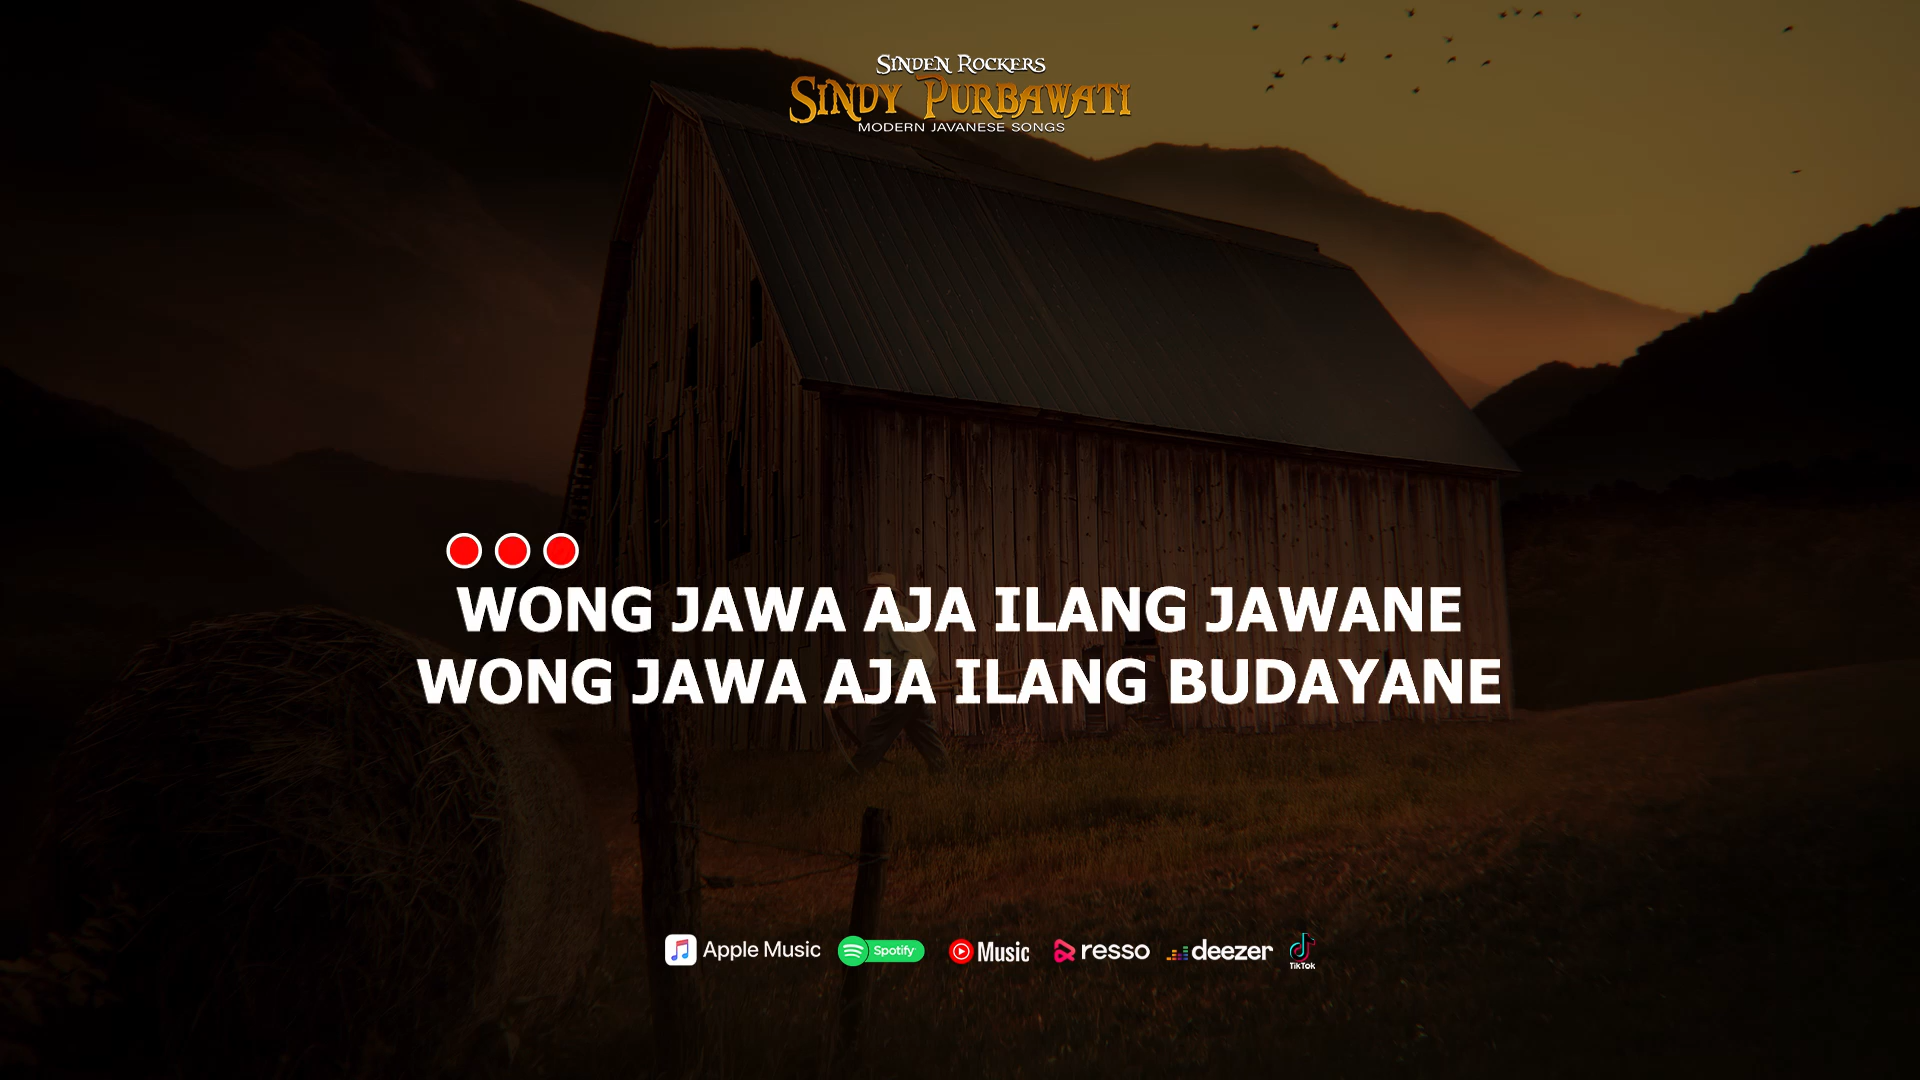 SINDEN ROCKERS
SINDY PURBAWATI
MODERN JAVANESE SONGS
WONG JAWA AJA ILANG JAWANE
WONG JAWA AJA ILANG BUDAYANE
Apple Music Spotify Music resso deezer TikTok